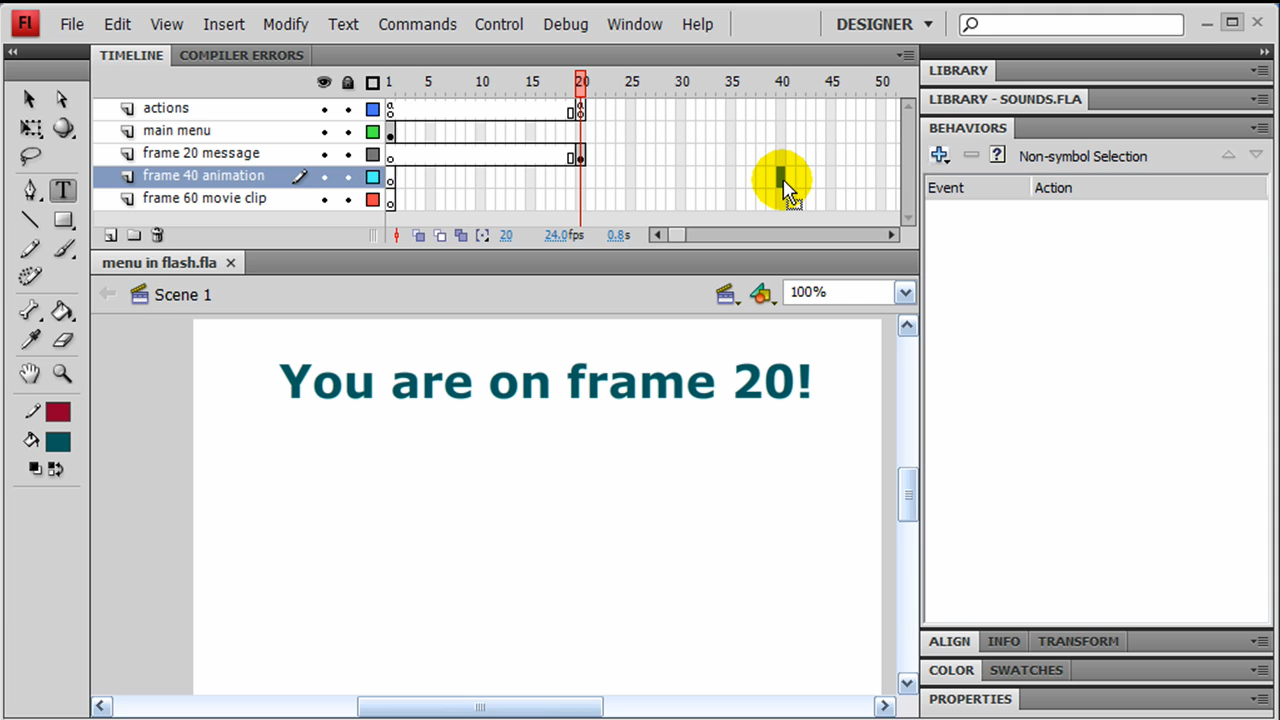 Fl File Edit View Insert Modify Text Commands Control Debug Window Help DESIGNER
TIMELINE COMPILER ERRORS
1 5 10 15 20 25 30 35 40 45 50
actions
main menu
frame 20 message
frame 40 animation
frame 60 movie clip
20 24.0fps 0.8s
menu in flash.fla
Scene 1 100%
You are on frame 20!
LIBRARY
LIBRARY - SOUNDS.FLA
BEHAVIORS
Non-symbol Selection
Event Action
ALIGN INFO TRANSFORM
COLOR SWATCHES
PROPERTIES